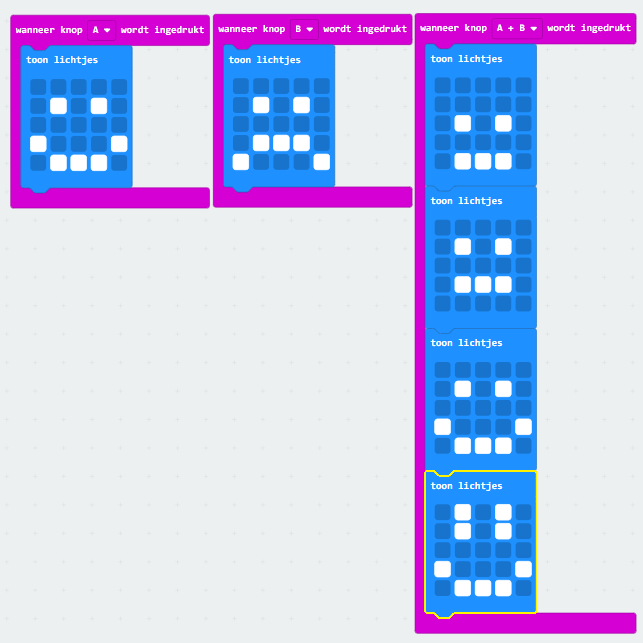 wanneer knop A wordt ingedrukt
toon lichtjes
wanneer knop B wordt ingedrukt
toon lichtjes
wanneer knop A + B wordt ingedrukt
toon lichtjes
toon lichtjes
toon lichtjes
toon lichtjes